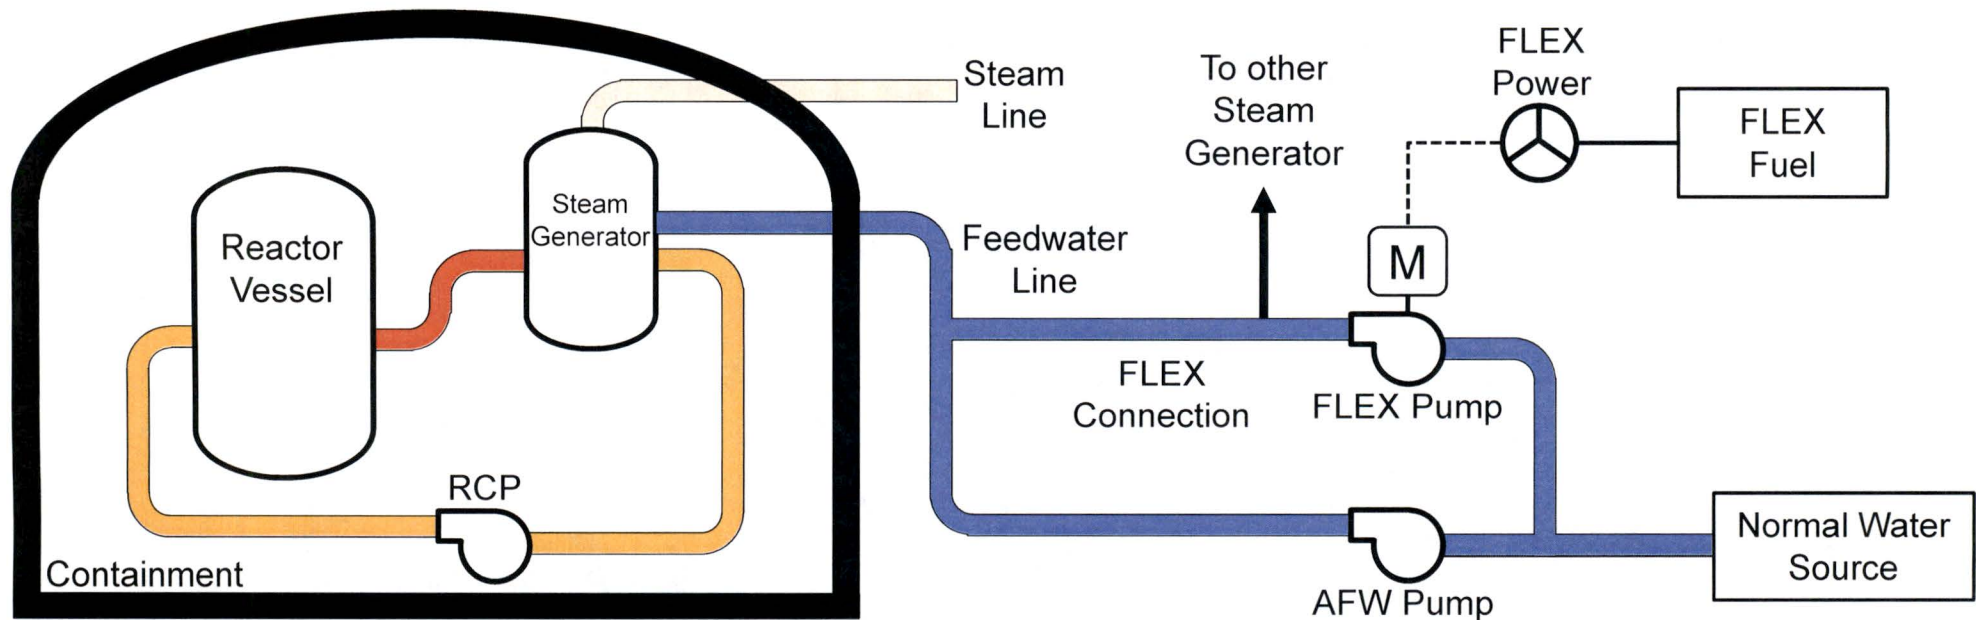 Steam
Line
To other
Steam
Generator
FLEX
Power
FLEX
Fuel
Steam
Generator
Reactor
Vessel
Feedwater
Line
M
FLEX
Connection
FLEX Pump
RCP
Normal Water
Source
Containment
AFW Pump